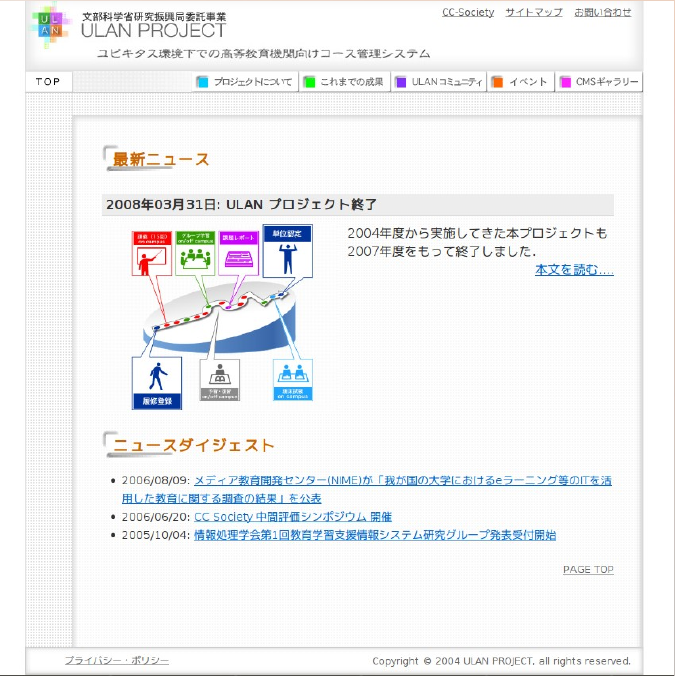 CC-Society サイトマップ お問い合わせ
ULAN
文部科学省研究振興局委託事業
ULAN PROJECT
ユビキタス環境下での高等教育機関向けコース管理システム
TOP プロジェクトについて これまでの成果 ULANコミュニティ イベント CMSギャラリー
最新ニュース
2008年03月31日: ULAN プロジェクト終了
on campus グループ学習 on/off campus 課題レポート 単位認定
2004年度から実施してきた本プロジェクトも
2007年度をもって終了しました.
本文を読む....
履修登録 予習・復習 on/off campus 期末試験 on campus
ニュースダイジェスト
2006/08/09: メディア教育開発センター(NIME)が「我が国の大学におけるeラーニング等のITを活
用した教育に関する調査の結果」を公表
2006/06/20: CC Society 中間評価シンポジウム 開催
2005/10/04: 情報処理学会第1回教育学習支援情報システム研究グループ発表受付開始
PAGE TOP
プライバシー・ポリシー Copyright © 2004 ULAN PROJECT, all rights reserved.